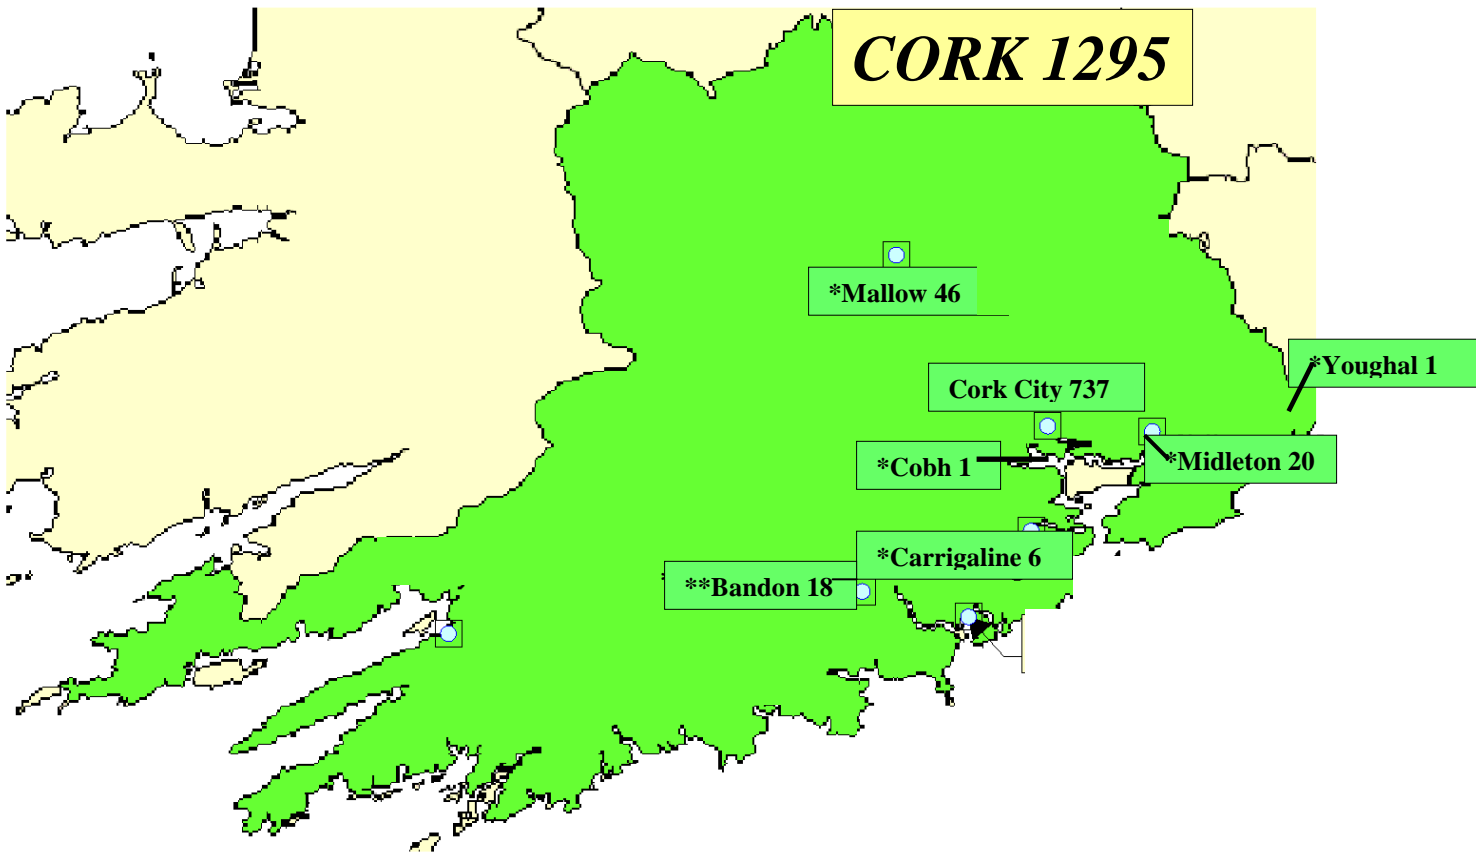 CORK 1295
*Mallow 46
*Youghal 1
Cork City 737
*Cobh 1
*Midleton 20
*Carrigaline 6
**Bandon 18